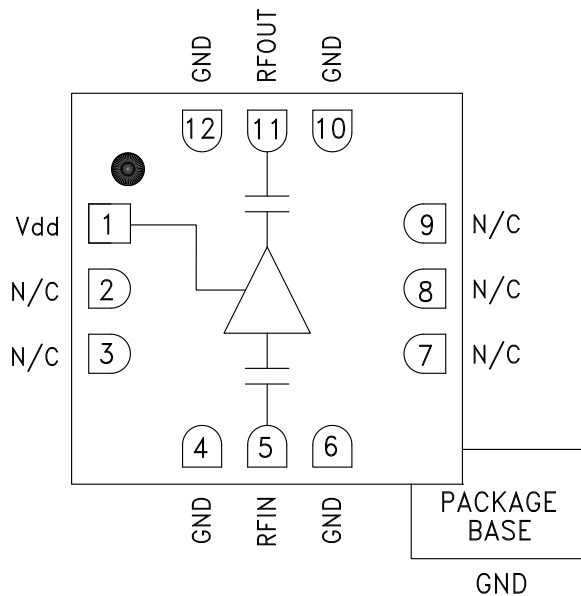 GND RFOUT GND
12 11 10
Vdd 1 9 N/C
N/C 2 8 N/C
N/C 3 7 N/C
4 5 6
GND RFIN GND
PACKAGE
BASE
GND